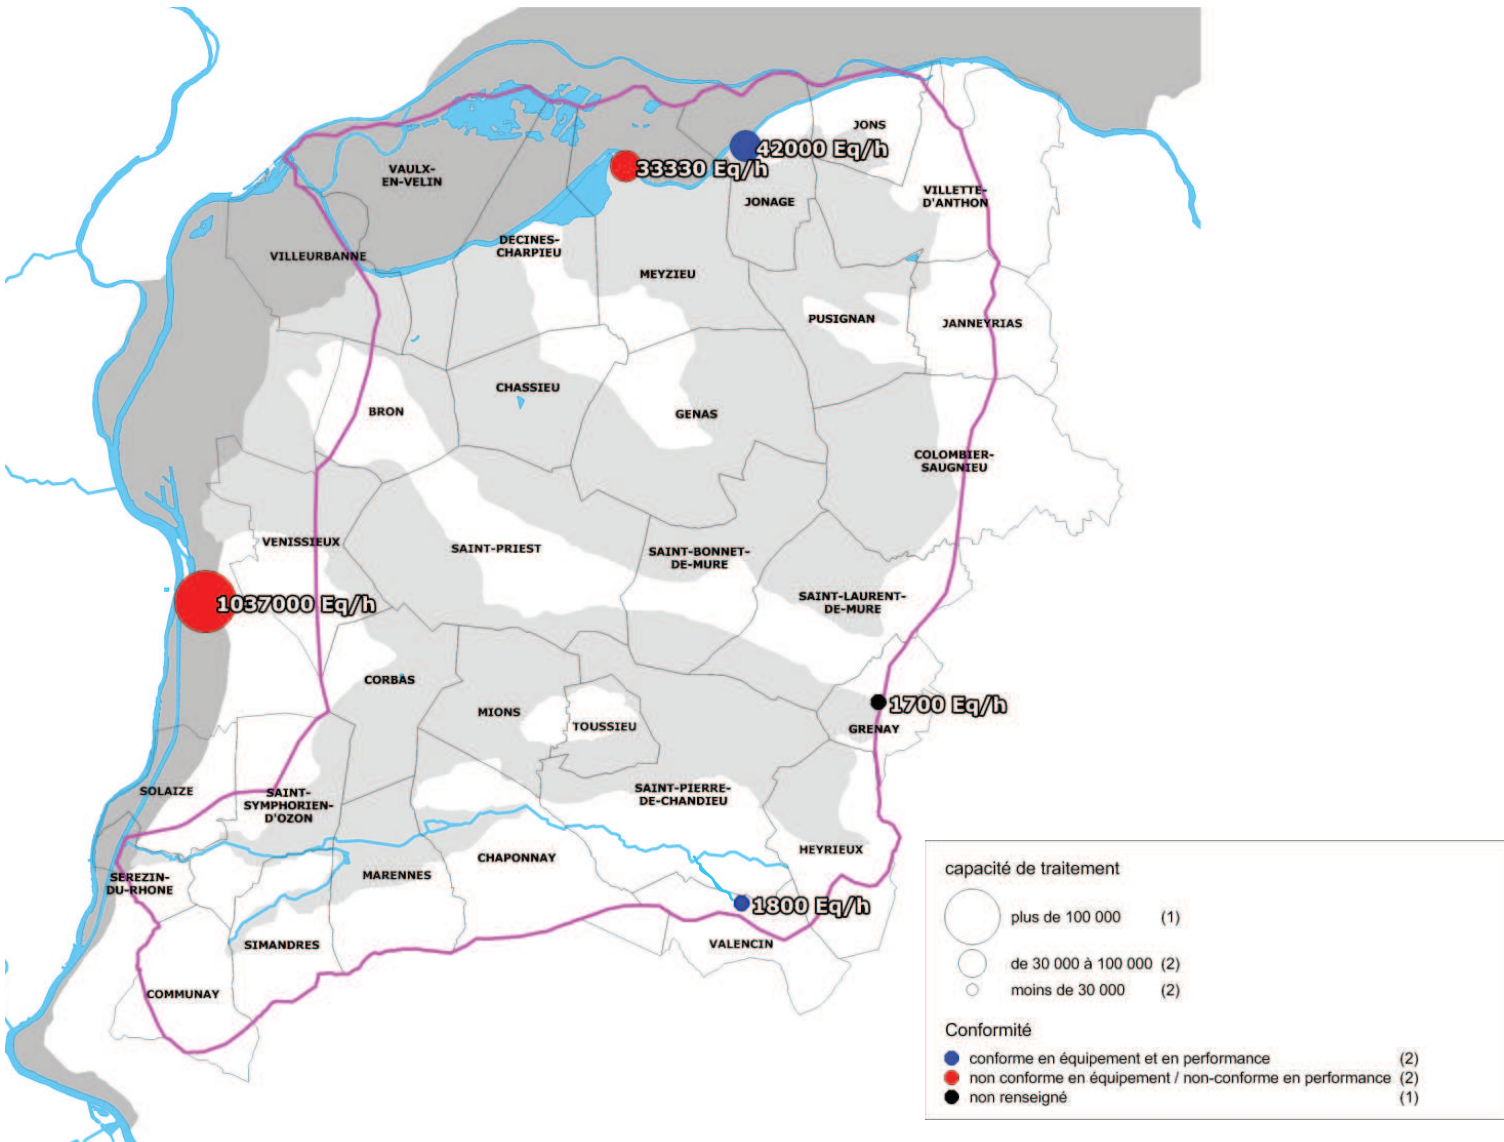 JONS
42000 Eq/h
33330 Eq/h
VAULX-
EN-VELIN
VILLETTE-
D'ANTHON
JONAGE
DECINES-
CHARPIEU
VILLEURBANNE
MEYZIEU
PUSIGNAN
JANNEYRIAS
CHASSIEU
BRON
GENAS
COLOMBIER-
SAUGNIEU
VENISSIEUX
SAINT-PRIEST
SAINT-BONNET-
DE-MURE
SAINT-LAURENT-
DE-MURE
1037000 Eq/h
CORBAS
MIONS
TOUSSIEU
1700 Eq/h
GRENAY
SOLAIZE
SAINT-
SYMPHORIEN-
D'OZON
SAINT-PIERRE-
DE-CHANDIEU
HEYRIEUX
CHAPONNAY
MARENNES
SEREZIN-
DU-RHONE
1800 Eq/h
SIMANDRES
VALENCIN
COMMUNAY
capacité de traitement
plus de 100 000 (1)
de 30 000 à 100 000 (2)
moins de 30 000 (2)
Conformité
conforme en équipement et en performance (2)
non conforme en équipement / non-conforme en performance (2)
non renseigné (1)